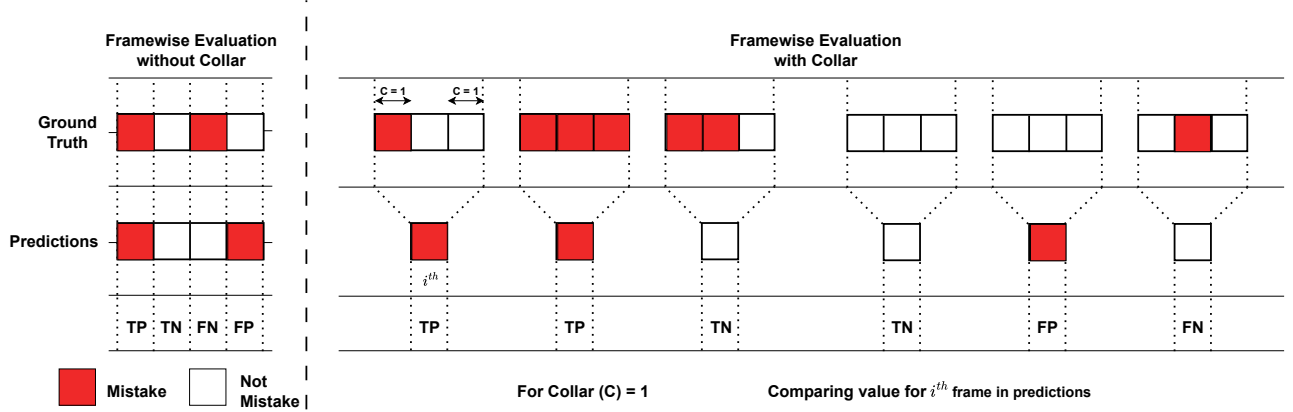 Framewise Evaluation
without Collar
Framewise Evaluation
with Collar
C = 1
C = 1
Ground
Truth
Predictions
i^{th}
TP TN FN FP
TP TP TN TN FP FN
Mistake
Not
Mistake
For Collar (C) = 1
Comparing value for i^{th} frame in predictions